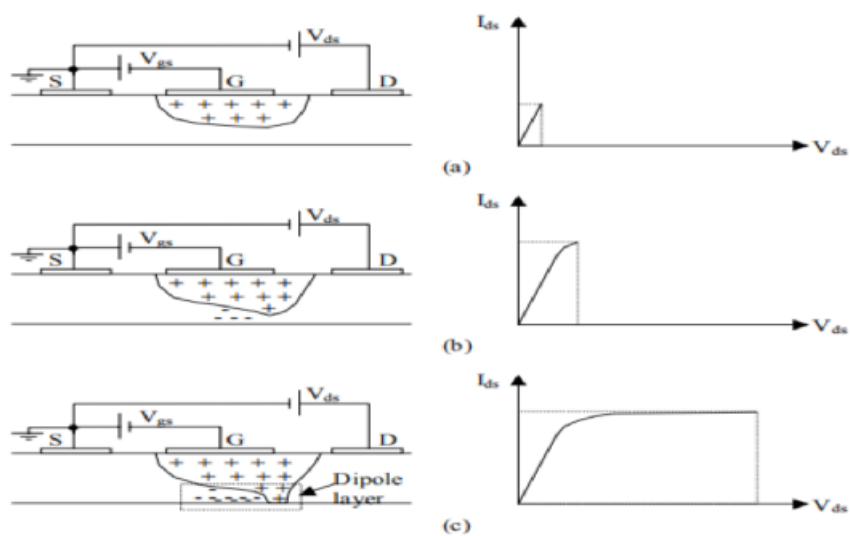 Vds
Vgs
S G D
+ + + + +
+ + + +
Ids
Vds
(a)
Vds
Vgs
S G D
+ + + + +
+ + + +
+
- -
- - -
Ids
Vds
(b)
Vds
Vgs
S G D
+ + + + +
+ + + +
+ +
Dipole
layer
Ids
Vds
(c)